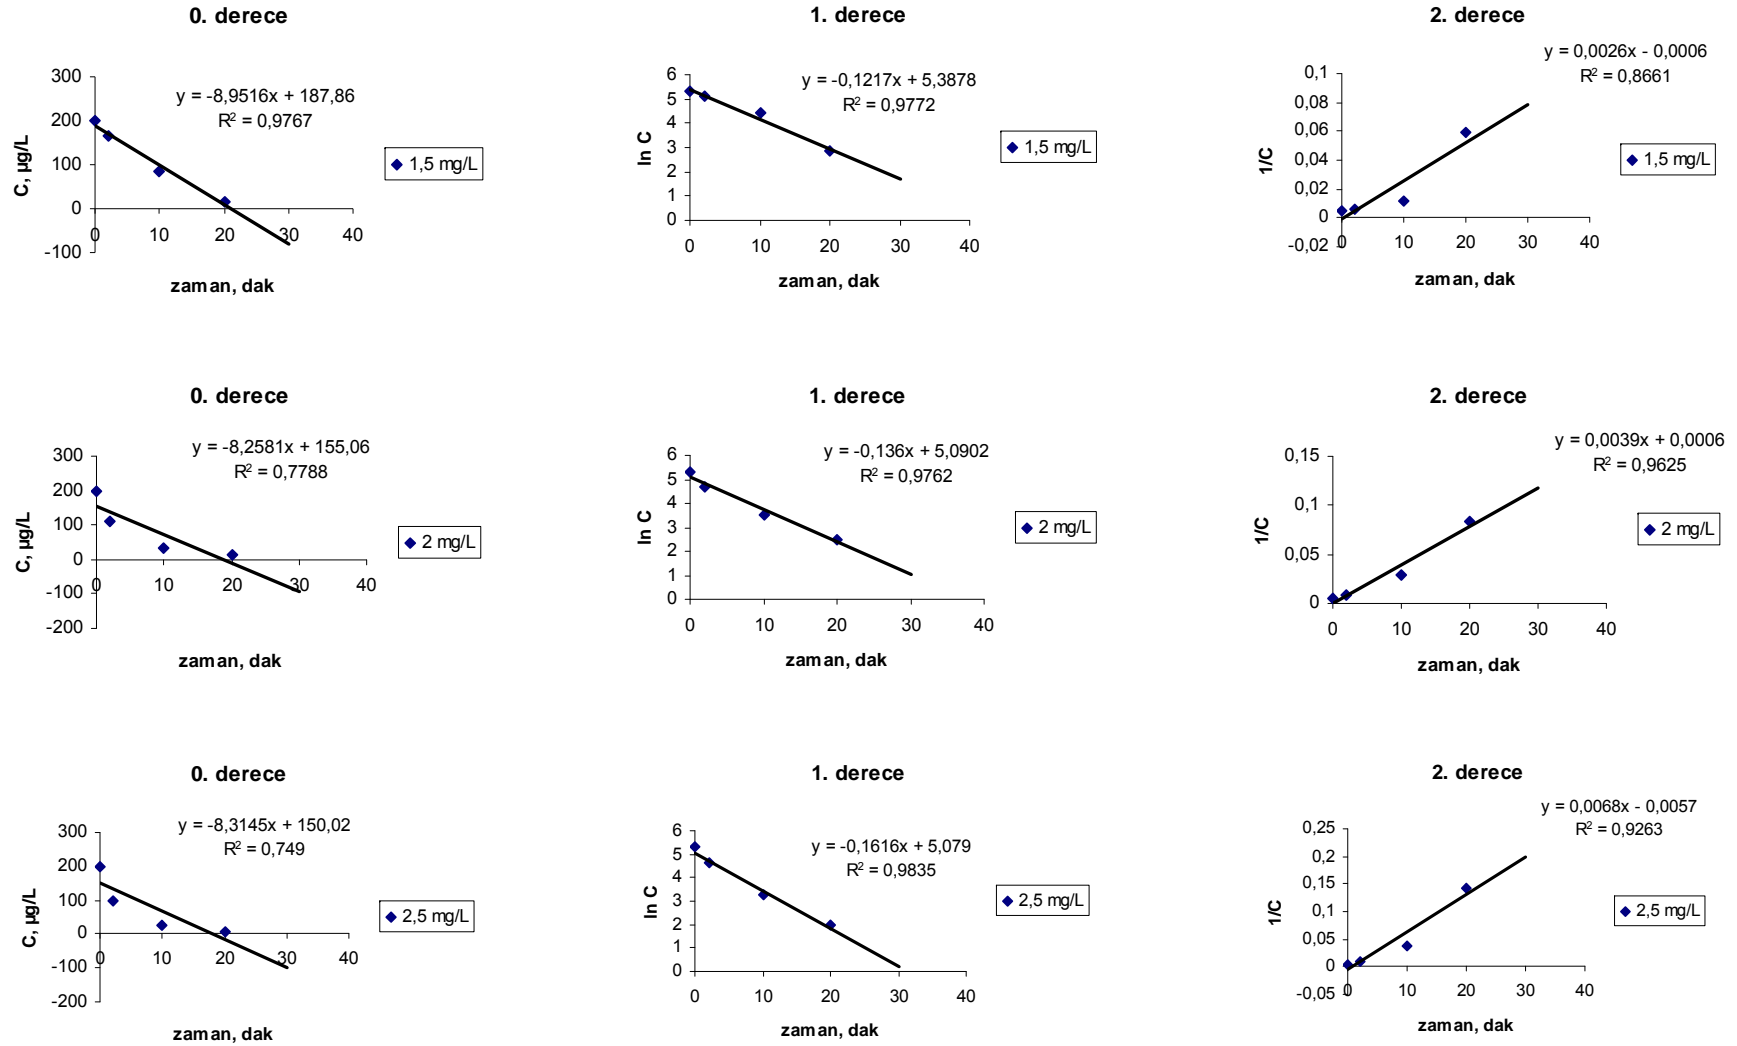 0. derece
y = -8,9516x + 187,86
R² = 0,9767
300
200
100
0
-100
0 10 20 30 40
C, µg/L
zaman, dak
1,5 mg/L
1. derece
y = -0,1217x + 5,3878
R² = 0,9772
6
5
4
3
2
1
0
0 10 20 30 40
ln C
zaman, dak
1,5 mg/L
2. derece
y = 0,0026x - 0,0006
R² = 0,8661
0,1
0,08
0,06
0,04
0,02
0
-0,02
0 10 20 30 40
1/C
zaman, dak
1,5 mg/L
0. derece
y = -8,2581x + 155,06
R² = 0,7788
300
200
100
0
-100
-200
0 10 20 30 40
C, µg/L
zaman, dak
2 mg/L
1. derece
y = -0,136x + 5,0902
R² = 0,9762
6
5
4
3
2
1
0
0 10 20 30 40
ln C
zaman, dak
2 mg/L
2. derece
y = 0,0039x + 0,0006
R² = 0,9625
0,15
0,1
0,05
0
0 10 20 30 40
1/C
zaman, dak
2 mg/L
0. derece
y = -8,3145x + 150,02
R² = 0,749
300
200
100
0
-100
-200
0 10 20 30 40
C, µg/L
zaman, dak
2,5 mg/L
1. derece
y = -0,1616x + 5,079
R² = 0,9835
6
5
4
3
2
1
0
0 10 20 30 40
ln C
zaman, dak
2,5 mg/L
2. derece
y = 0,0068x - 0,0057
R² = 0,9263
0,25
0,2
0,15
0,1
0,05
0
-0,05
0 10 20 30 40
1/C
zaman, dak
2,5 mg/L